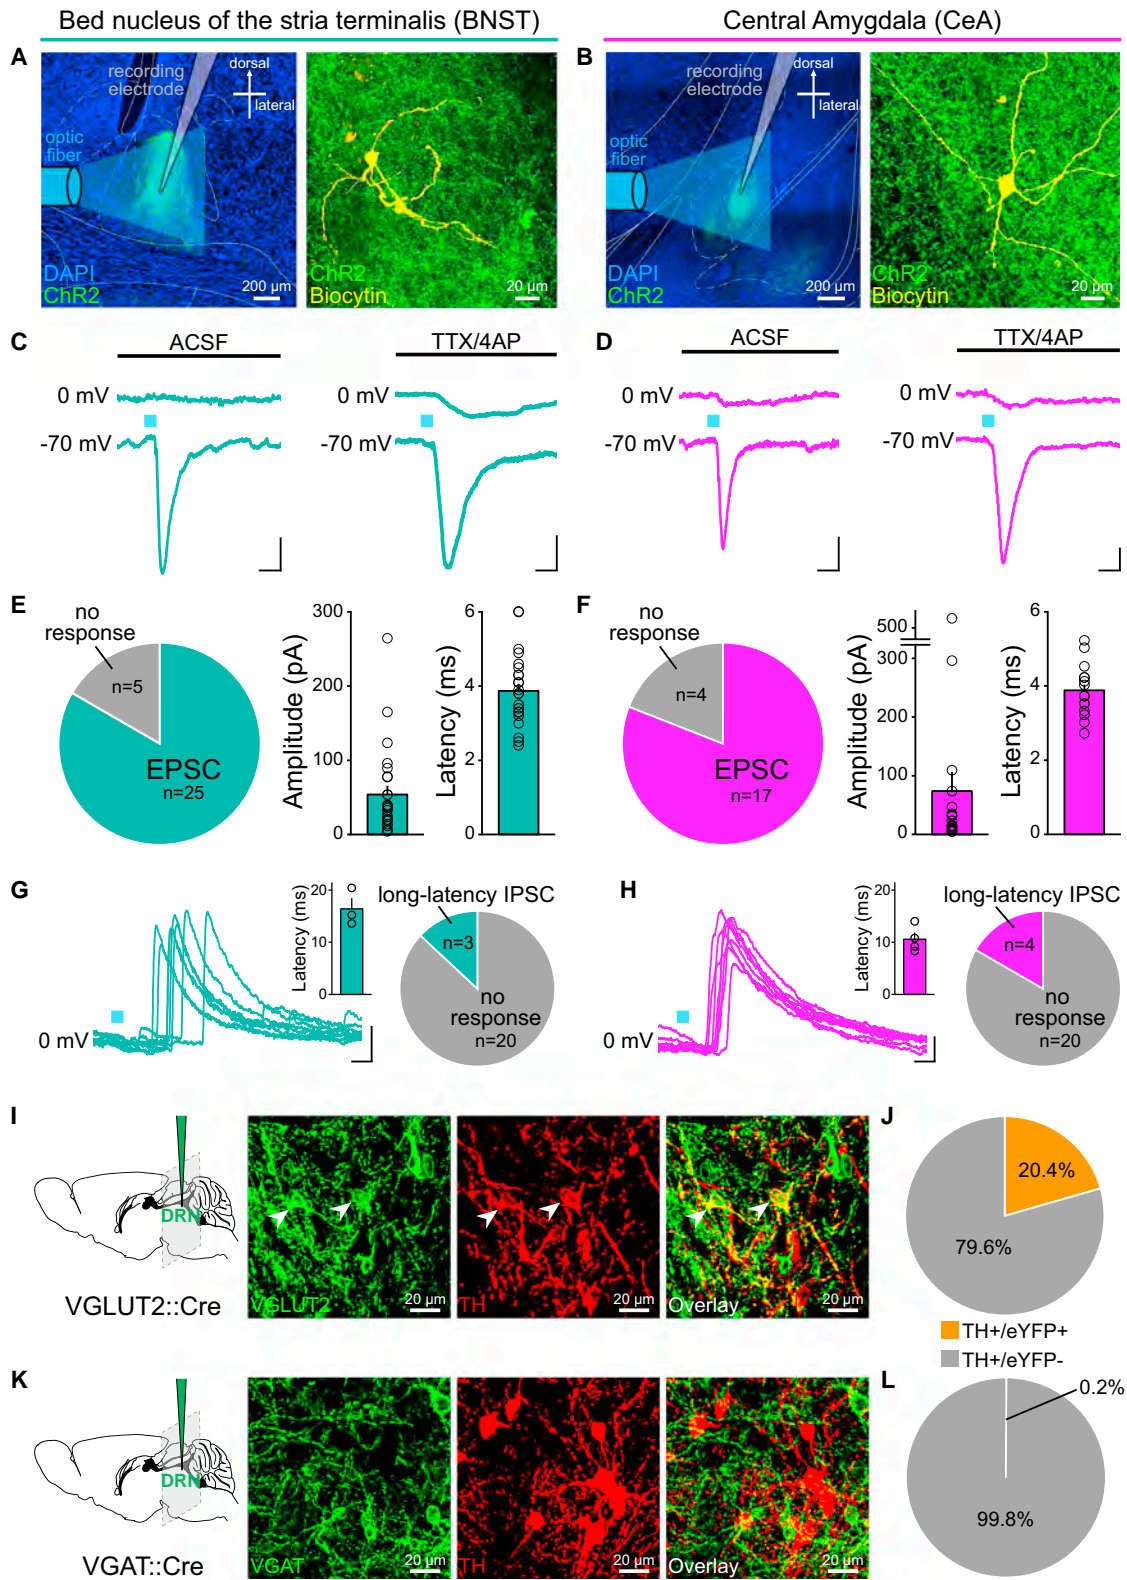 Bed nucleus of the stria terminalis (BNST)
Central Amygdala (CeA)
A
recording
electrode
dorsal
lateral
optic
fiber
DAPI
ChR2
200 µm
ChR2
Biocytin
20 µm
B
recording
electrode
dorsal
lateral
optic
fiber
DAPI
ChR2
200 µm
ChR2
Biocytin
20 µm
C
ACSF
TTX/4AP
0 mV
-70 mV
D
ACSF
TTX/4AP
0 mV
0 mV
-70 mV
-70 mV
E
no
response
n=5
EPSC
n=25
Amplitude (pA)
300
200
100
0
Latency (ms)
6
4
2
0
F
no
response
n=4
EPSC
n=17
Amplitude (pA)
500
300
100
0
Latency (ms)
6
4
2
0
G
0 mV
Latency (ms)
20
10
0
long-latency IPSC
n=3
no
response
n=20
H
0 mV
Latency (ms)
20
10
0
long-latency IPSC
n=4
no
response
n=20
I
DRN
VGLUT2::Cre
VGLUT2
20 µm
TH
20 µm
Overlay
20 µm
J
20.4%
79.6%
TH+/eYFP+
TH+/eYFP-
K
DRN
VGAT::Cre
VGAT
20 µm
TH
20 µm
Overlay
20 µm
L
0.2%
99.8%